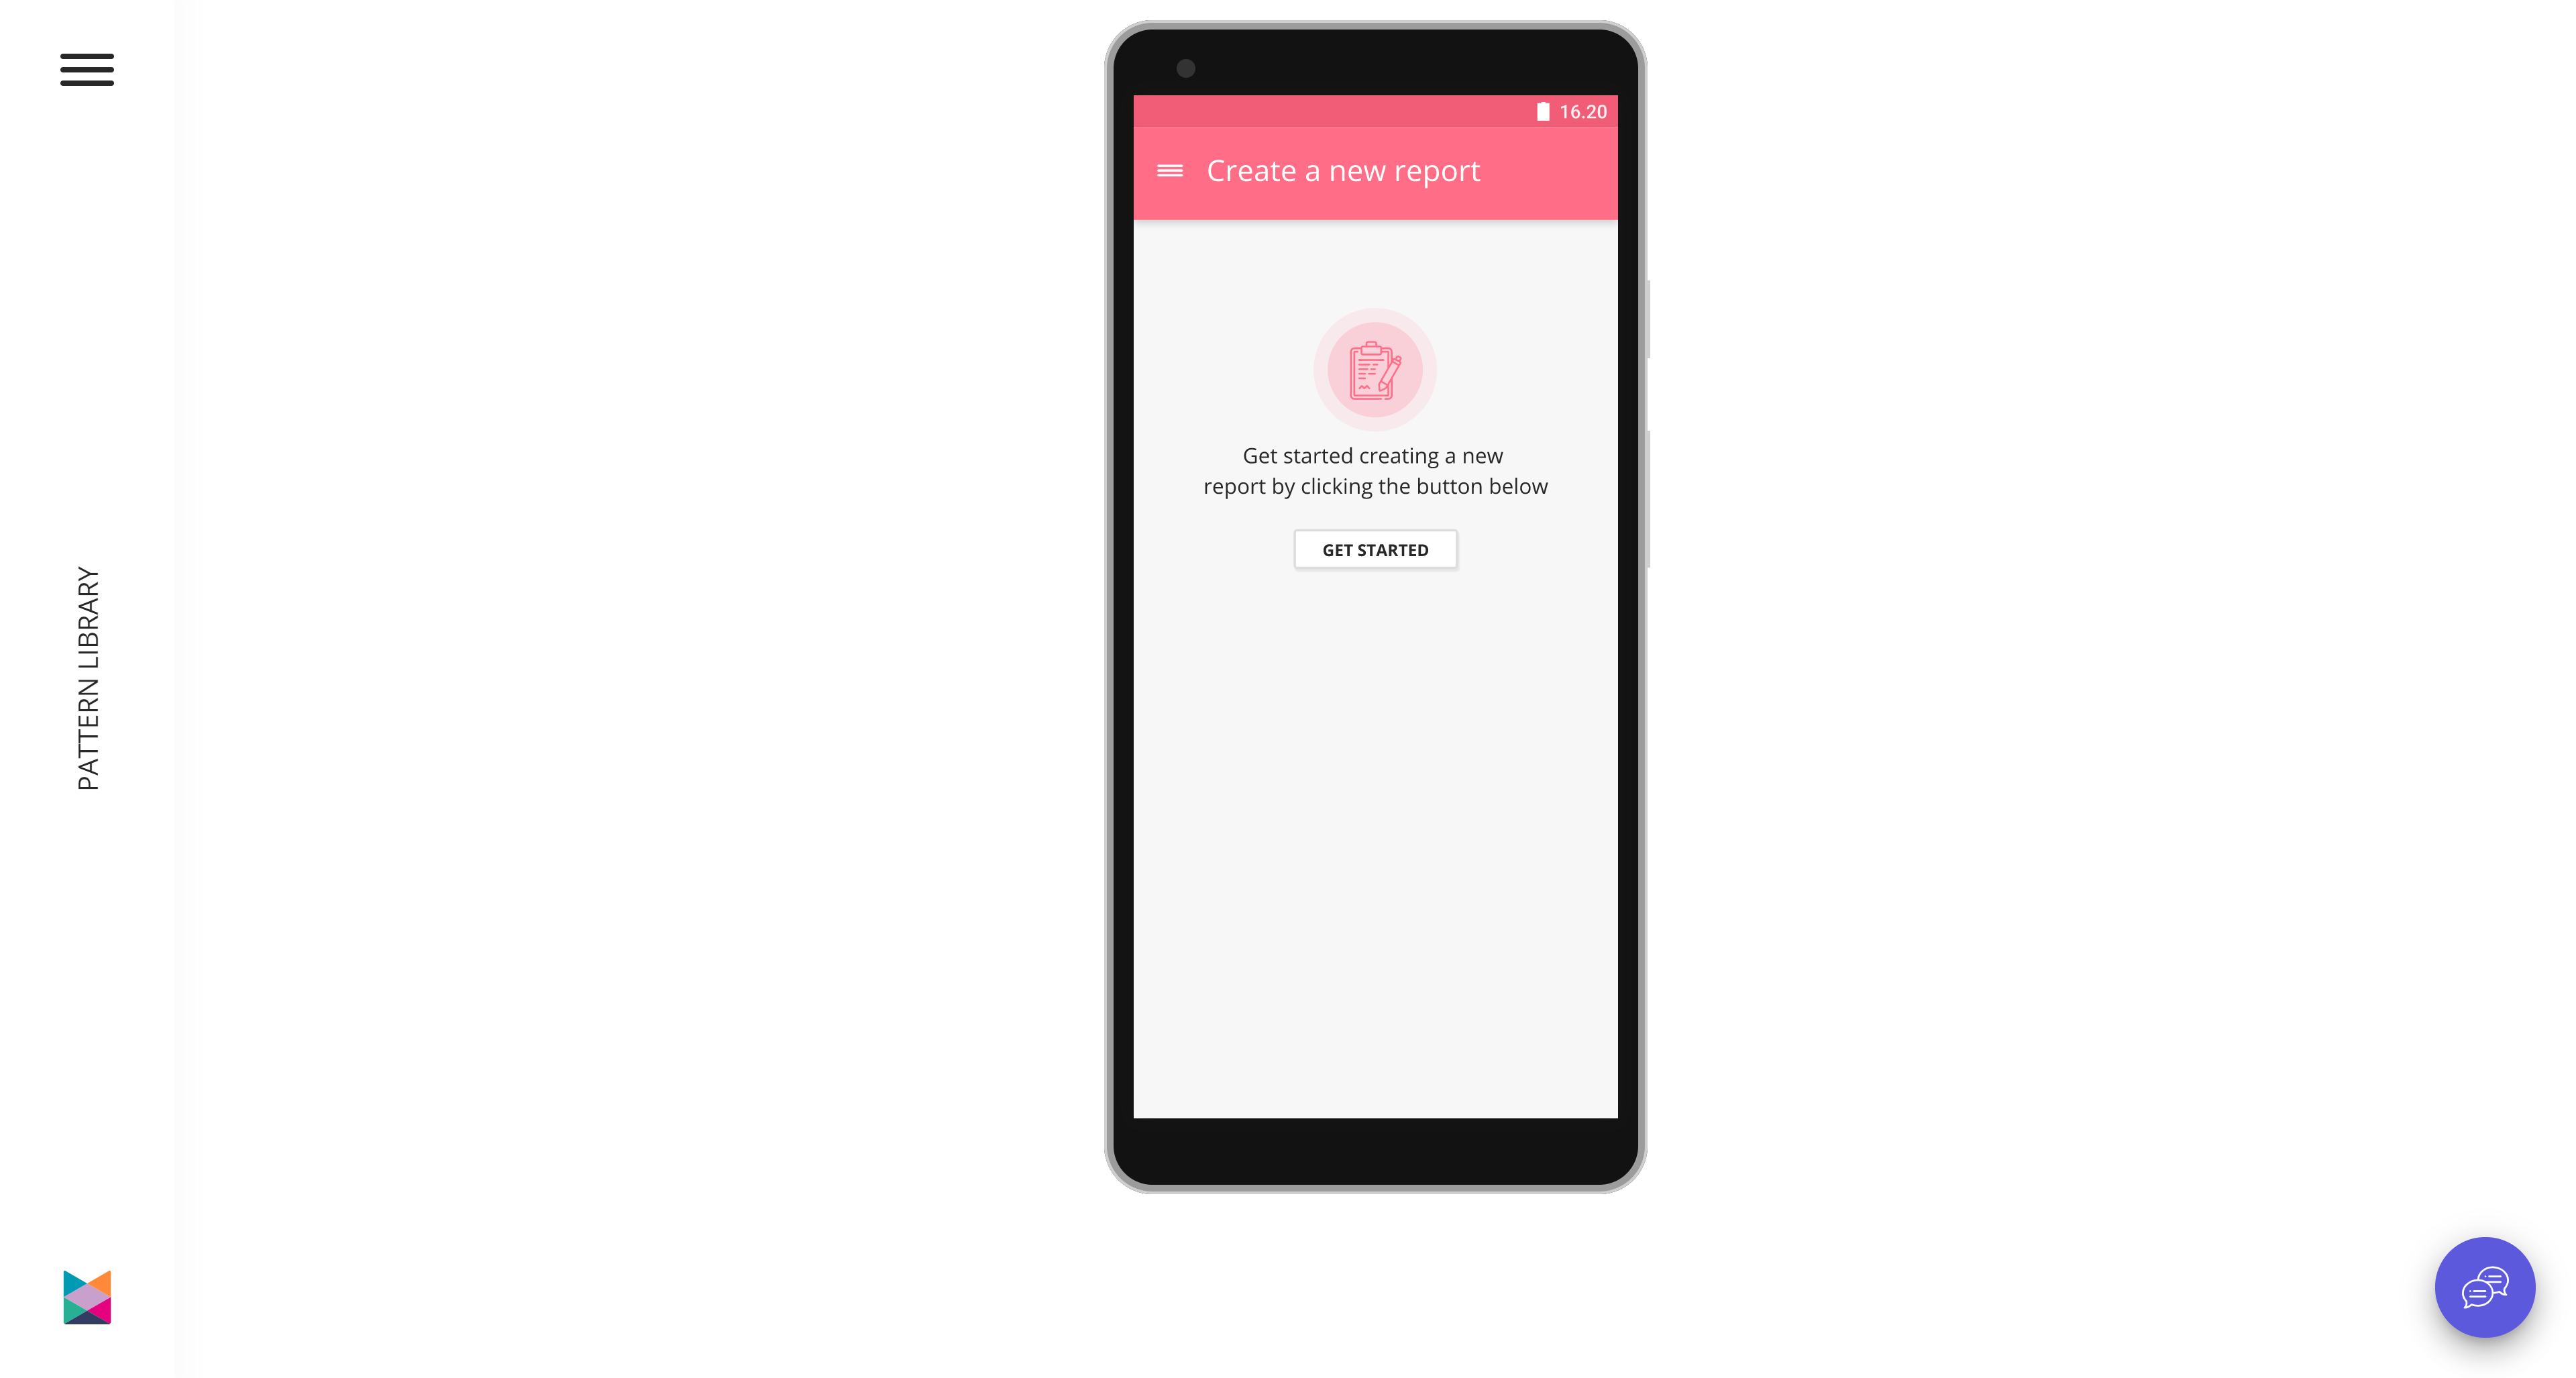 PATTERN LIBRARY
16.20
Create a new report
Get started creating a new
report by clicking the button below
GET STARTED